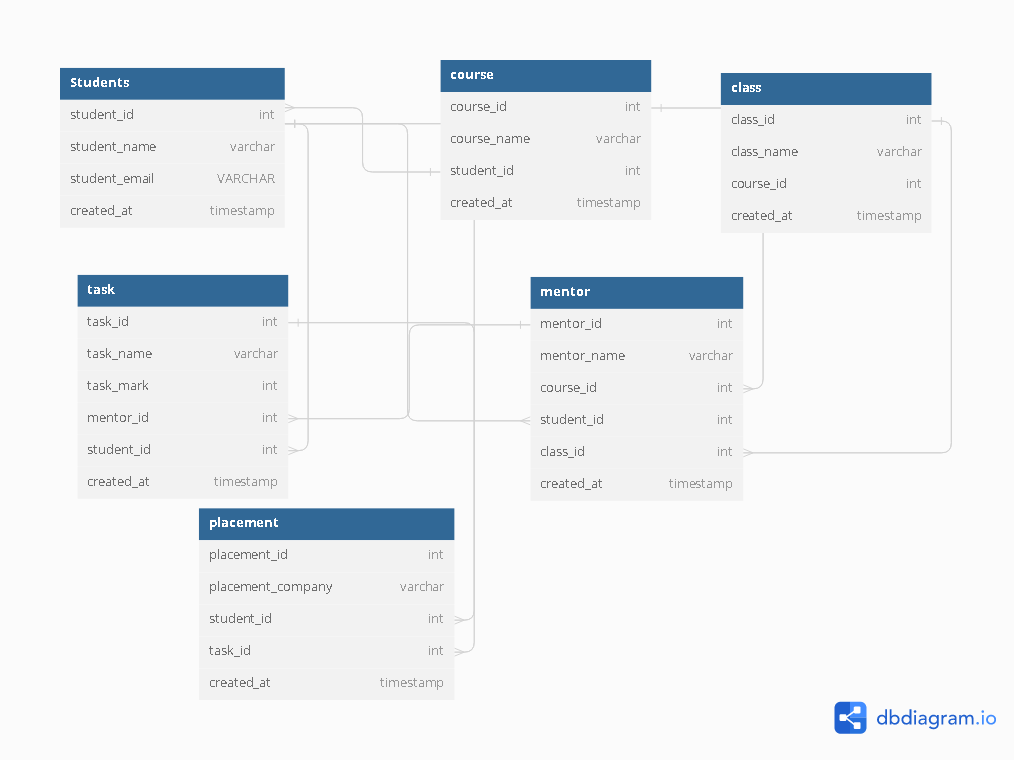 Students
student_id int
student_name varchar
student_email VARCHAR
created_at timestamp
course
course_id int
course_name varchar
student_id int
created_at timestamp
class
class_id int
class_name varchar
course_id int
created_at timestamp
task
task_id int
task_name varchar
task_mark int
mentor_id int
student_id int
created_at timestamp
mentor
mentor_id int
mentor_name varchar
course_id int
student_id int
class_id int
created_at timestamp
placement
placement_id int
placement_company varchar
student_id int
task_id int
created_at timestamp
dbdiagram.io